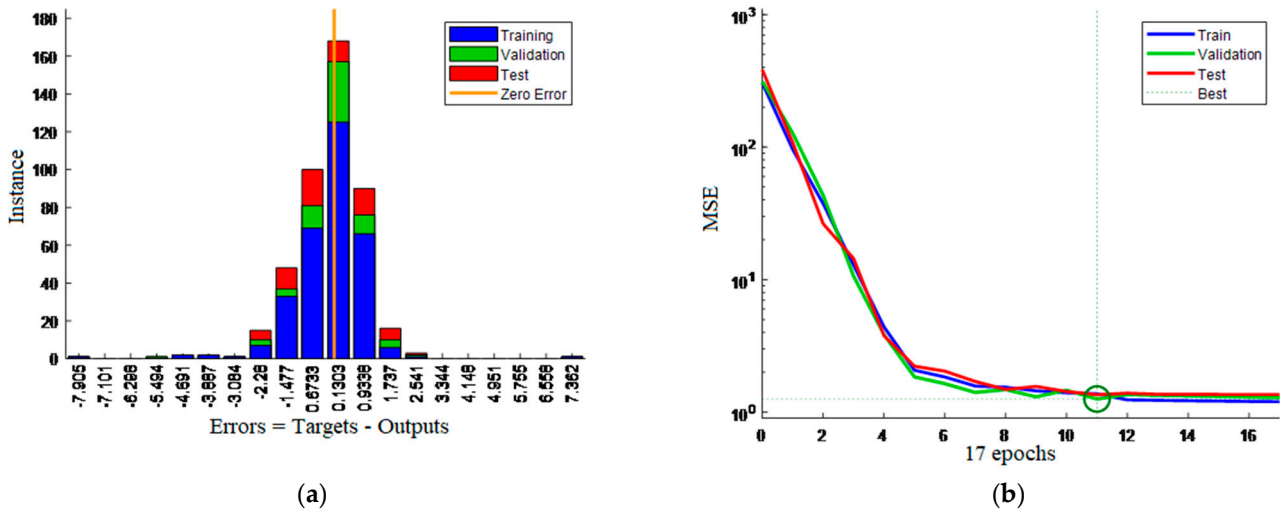 180
160
140
120
100
80
60
40
20
0
Instance
Training
Validation
Test
Zero Error
-7.905
-7.101
-6.298
-5.494
-4.691
-3.887
-3.084
-2.28
-1.477
0.6733
0.1303
0.9338
1.737
2.541
3.344
4.148
4.951
5.755
6.558
7.362
Errors = Targets - Outputs
(a)
10³
10²
10¹
10⁰
MSE
Train
Validation
Test
Best
0 2 4 6 8 10 12 14 16
17 epochs
(b)